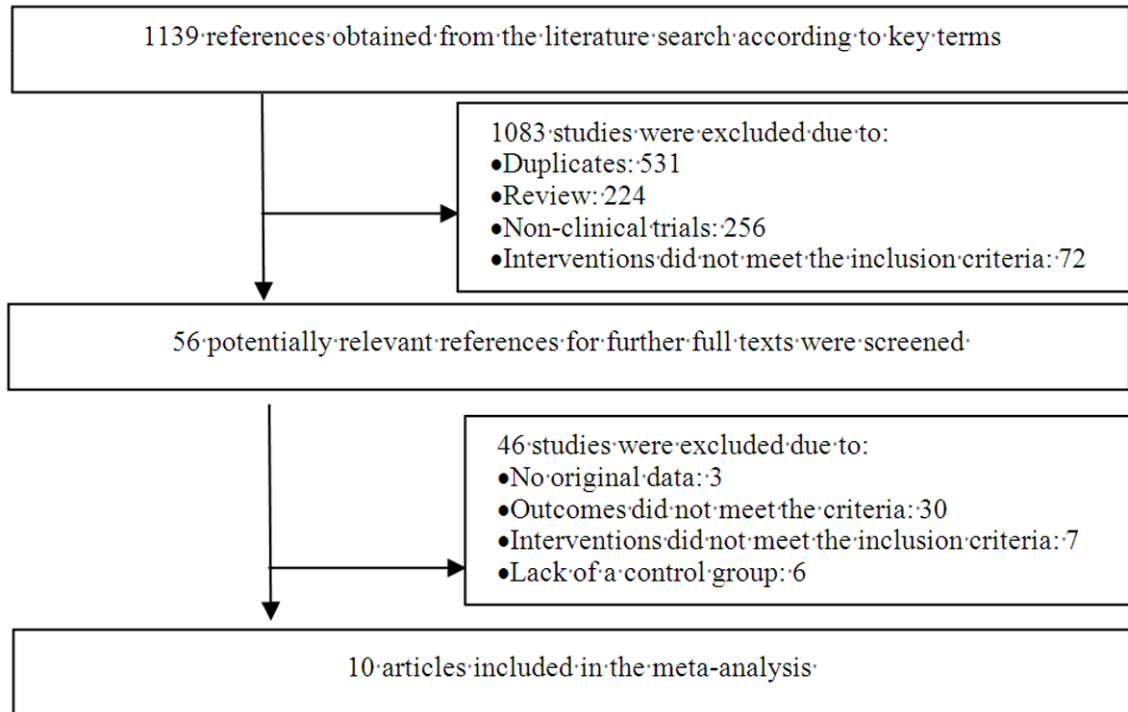 1139 references obtained from the literature search according to key terms
1083 studies were excluded due to:
●Duplicates: 531
●Review: 224
●Non-clinical trials: 256
●Interventions did not meet the inclusion criteria: 72
56 potentially relevant references for further full texts were screened
46 studies were excluded due to:
●No original data: 3
●Outcomes did not meet the criteria: 30
●Interventions did not meet the inclusion criteria: 7
●Lack of a control group: 6
10 articles included in the meta-analysis